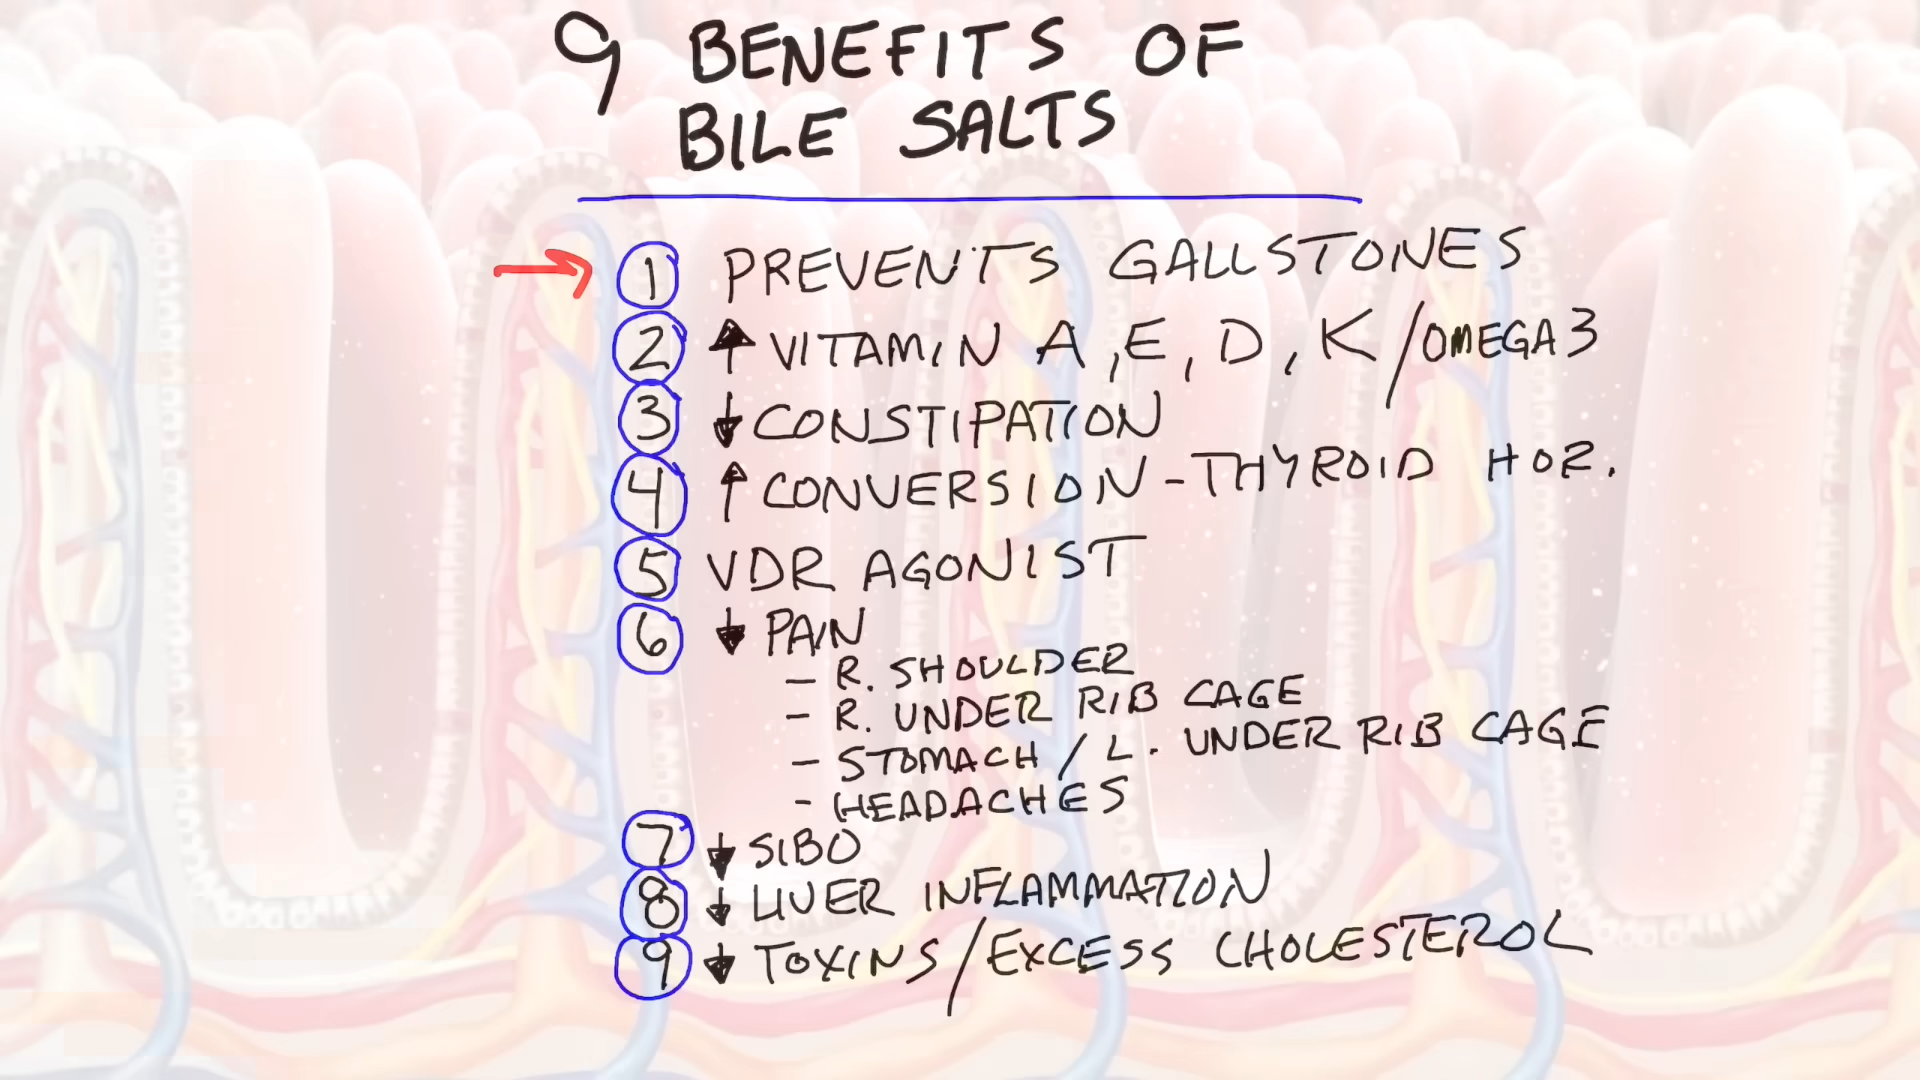 9 BENEFITS OF
BILE SALTS
→ 1 PREVENTS GALLSTONES
2 ↑ VITAMIN A, E, D, K / OMEGA 3
3 ↓ CONSTIPATION
4 ↑ CONVERSION - THYROID HOR.
5 VDR AGONIST
6 ↓ PAIN
- R. SHOULDER
- R. UNDER RIB CAGE
- STOMACH / L. UNDER RIB CAGE
- HEADACHES
7 ↓ SIBO
8 ↓ LIVER INFLAMMATION
9 ↓ TOXINS / EXCESS CHOLESTEROL